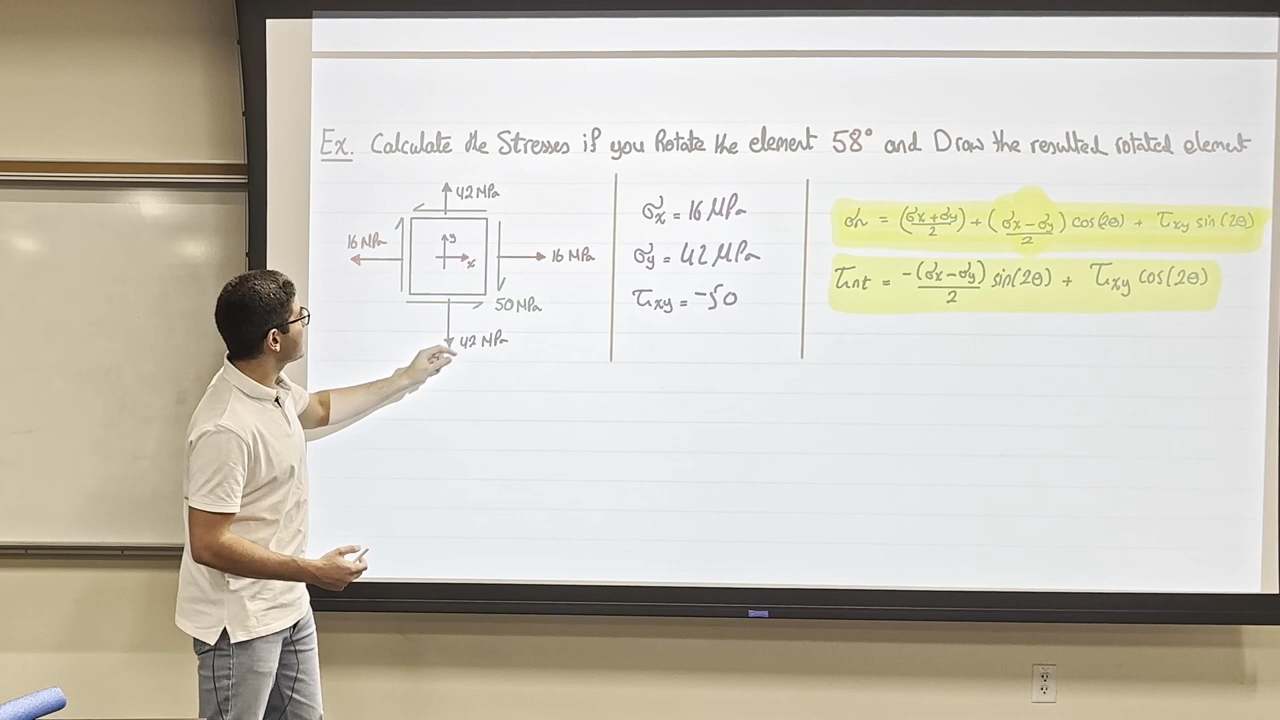 Ex. Calculate the Stresses if you Rotate the element 58° and Draw the resulted rotated element
42 MPa
16 MPa
y
x
16 MPa
50 MPa
42 MPa
σx = 16 MPa
σy = 42 MPa
τxy = -50
σn = (σx+σy/2) + (σx-σy/2) cos(2θ) + τxy sin(2θ)
τnt = -(σx-σy)/2 sin(2θ) + τxy cos(2θ)